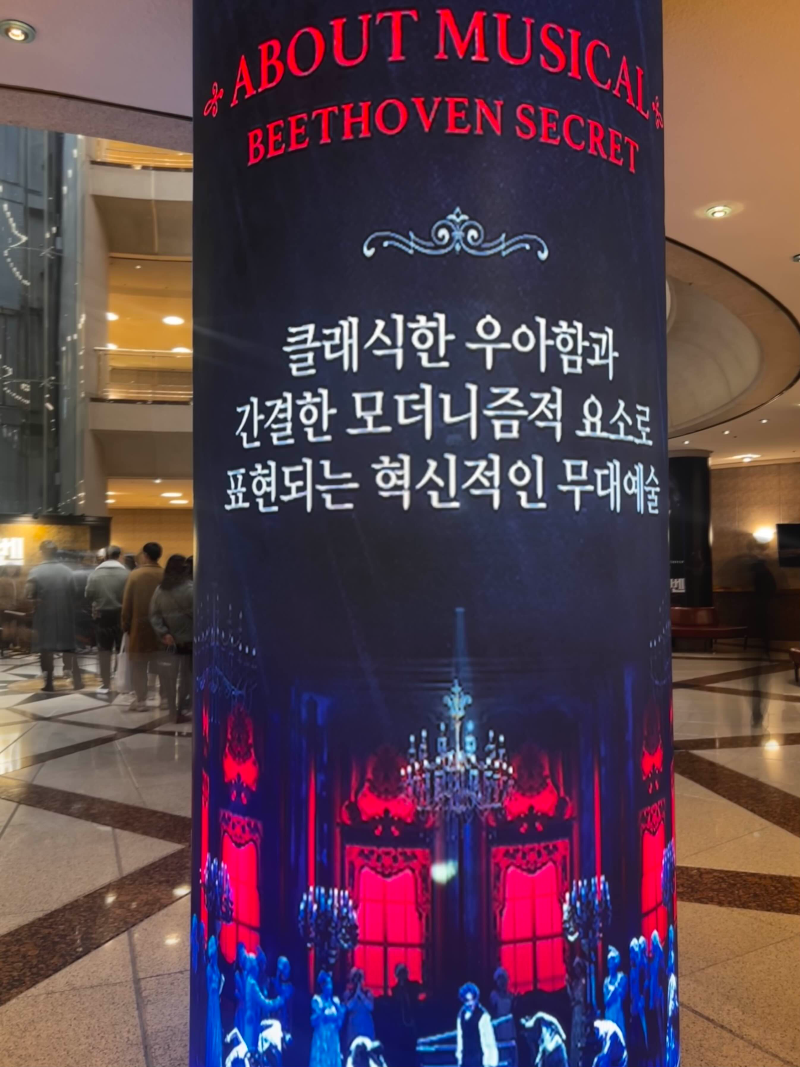 ABOUT MUSICAL
BEETHOVEN SECRET
클래식한 우아함과
간결한 모더니즘적 요소로
표현되는 혁신적인 무대예술
벤